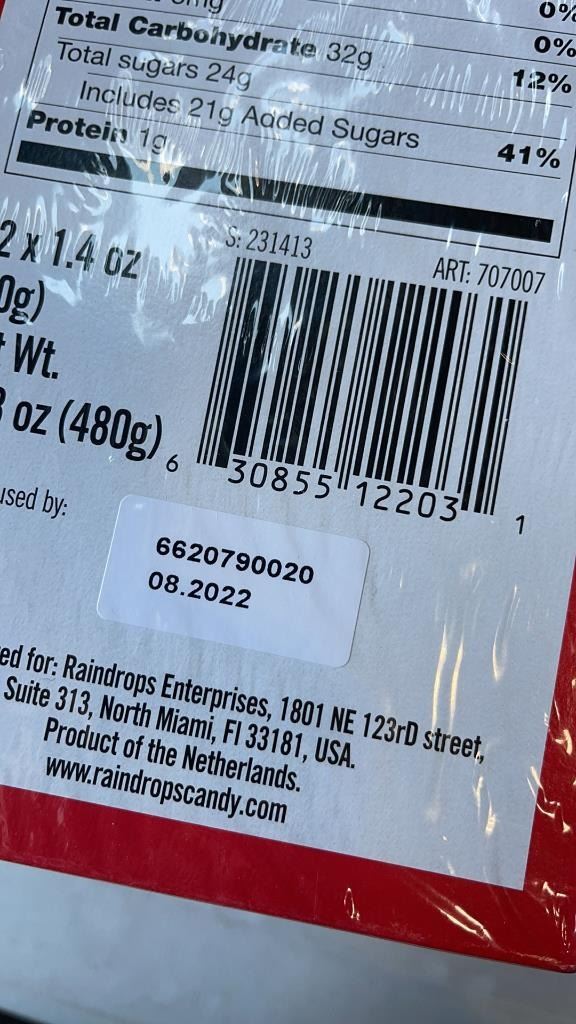 0%
Total Carbohydrate 32g 0%
Total sugars 24g 12%
Includes 21g Added Sugars
Protein 1g 41%
2 x 1.4 oz
0g)
S: 231413
ART: 707007
Wt.
oz (480g)
6 30855 12203 1
used by:
6620790020
08.2022
ed for: Raindrops Enterprises, 1801 NE 123rD street,
Suite 313, North Miami, Fl 33181, USA.
Product of the Netherlands.
www.raindropscandy.com